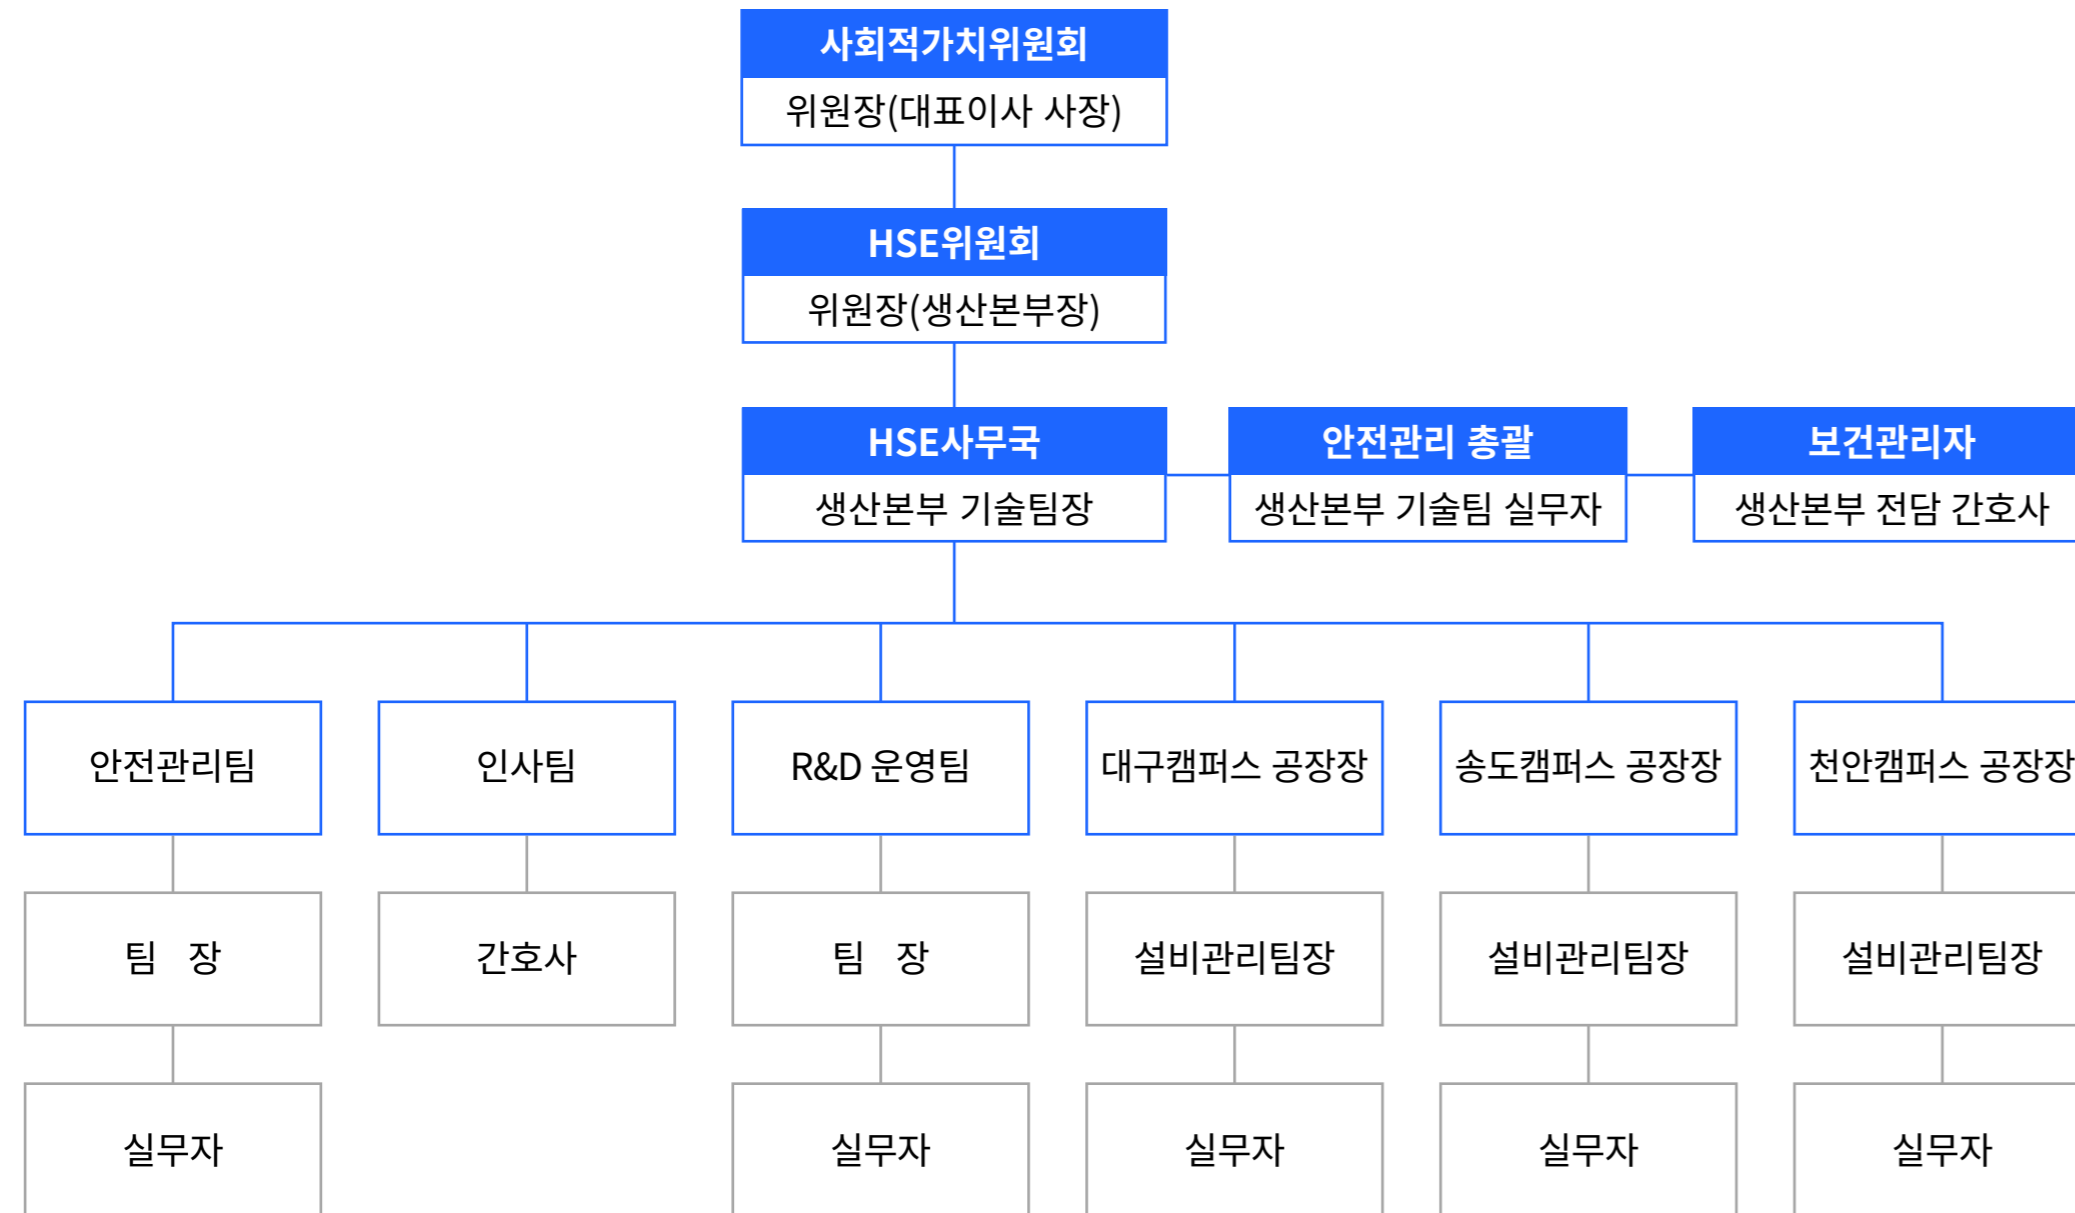 사회적가치위원회
위원장(대표이사 사장)
HSE위원회
위원장(생산본부장)
HSE사무국
생산본부 기술팀장
안전관리 총괄
생산본부 기술팀 실무자
보건관리자
생산본부 전담 간호사
안전관리팀
인사팀
R&D 운영팀
대구캠퍼스 공장장
송도캠퍼스 공장장
천안캠퍼스 공장장
팀 장
간호사
팀 장
설비관리팀장
설비관리팀장
설비관리팀장
실무자
실무자
실무자
실무자
실무자